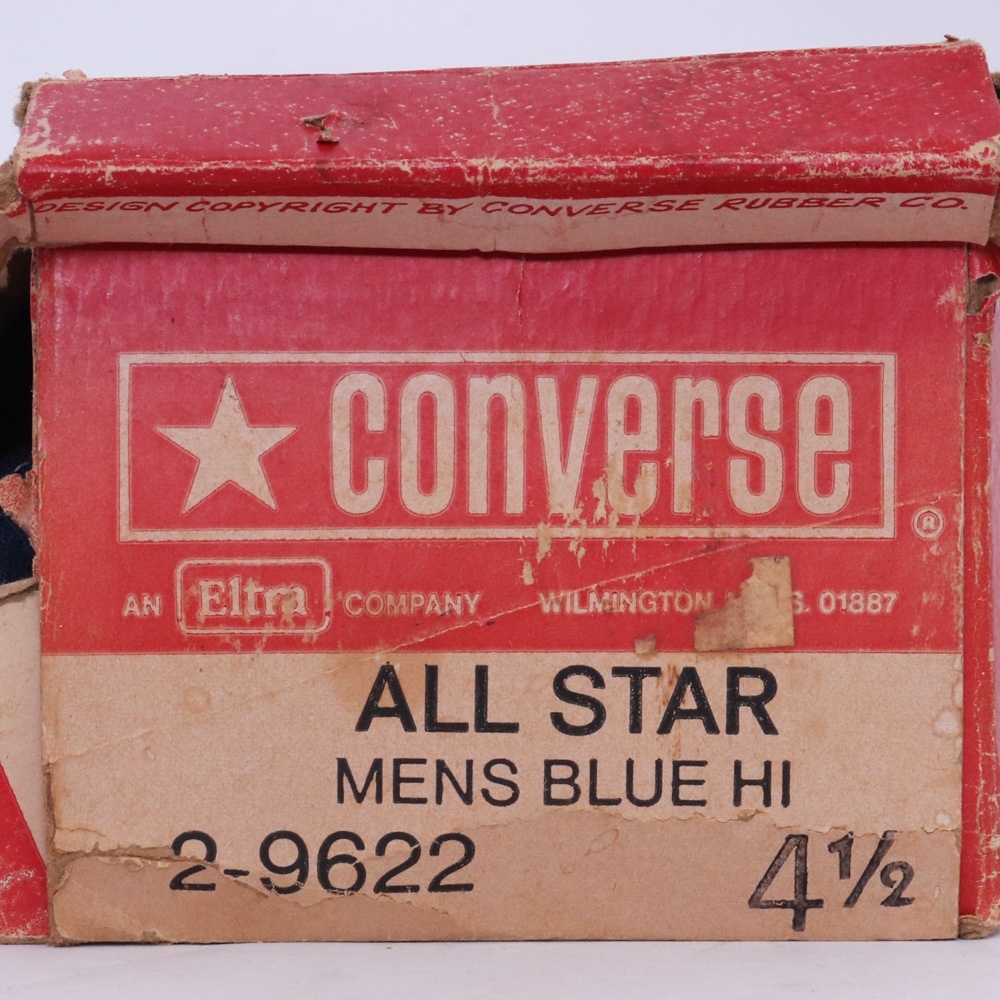 DESIGN COPYRIGHT BY CONVERSE RUBBER CO.
converse ®
AN Eltra COMPANY WILMINGTON 01887
ALL STAR
MENS BLUE HI
2-9622 4½